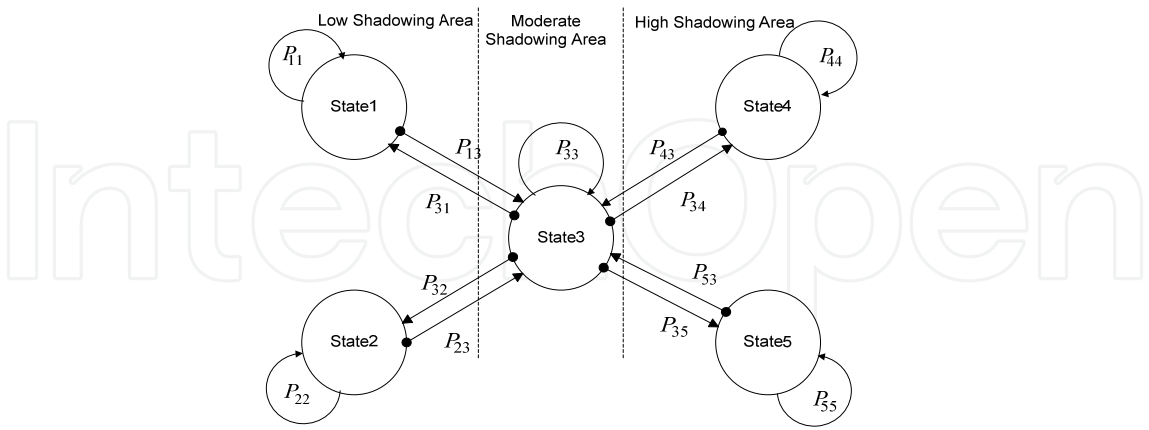 Low Shadowing Area
Moderate
Shadowing Area
High Shadowing Area
P11
State1
P44
State4
P13
P31
P33
P43
P34
State3
IntechOpen
P32
P23
P53
P35
State2
State5
P22
P55